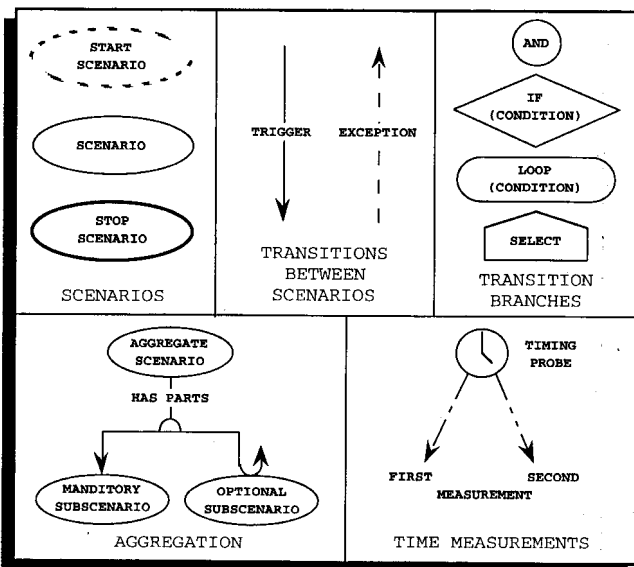 START
SCENARIO
SCENARIO
STOP
SCENARIO
SCENARIOS
TRIGGER
EXCEPTION
TRANSITIONS
BETWEEN
SCENARIOS
AND
IF
(CONDITION)
LOOP
(CONDITION)
SELECT
TRANSITION
BRANCHES
AGGREGATE
SCENARIO
HAS PARTS
MANDITORY
SUBSCENARIO
OPTIONAL
SUBSCENARIO
AGGREGATION
TIMING
PROBE
FIRST
SECOND
MEASUREMENT
TIME MEASUREMENTS